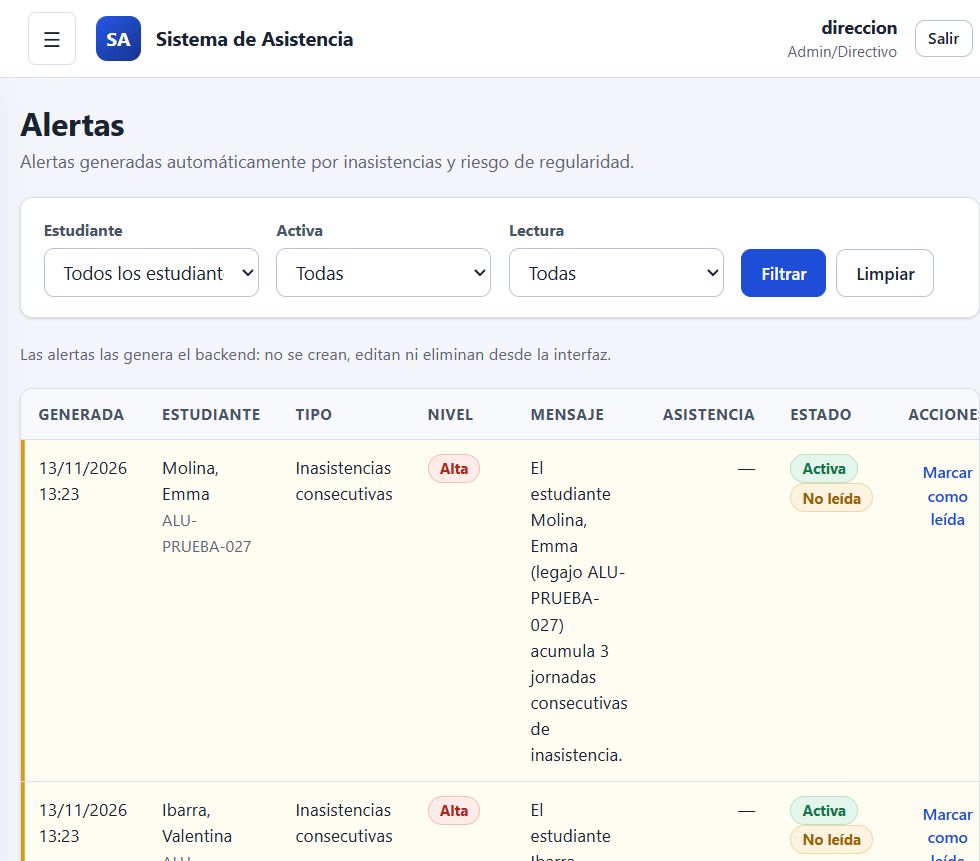 ☰ SA Sistema de Asistencia
direccion
Admin/Directivo
Salir
Alertas
Alertas generadas automáticamente por inasistencias y riesgo de regularidad.
Estudiante Activa Lectura
Todos los estudiant Todas Todas Filtrar Limpiar
Las alertas las genera el backend: no se crean, editan ni eliminan desde la interfaz.
GENERADA ESTUDIANTE TIPO NIVEL MENSAJE ASISTENCIA ESTADO ACCIONE
13/11/2026
13:23
Molina,
Emma
ALU-
PRUEBA-027
Inasistencias
consecutivas
Alta
El
estudiante
Molina,
Emma
(legajo ALU-
PRUEBA-
027)
acumula 3
jornadas
consecutivas
de
inasistencia.
—
Activa
No leída
Marcar
como
leída
13/11/2026
13:23
Ibarra,
Valentina
ALU-
Inasistencias
consecutivas
Alta
El
estudiante
Ibarra,
—
Activa
No leída
Marcar
como
leída